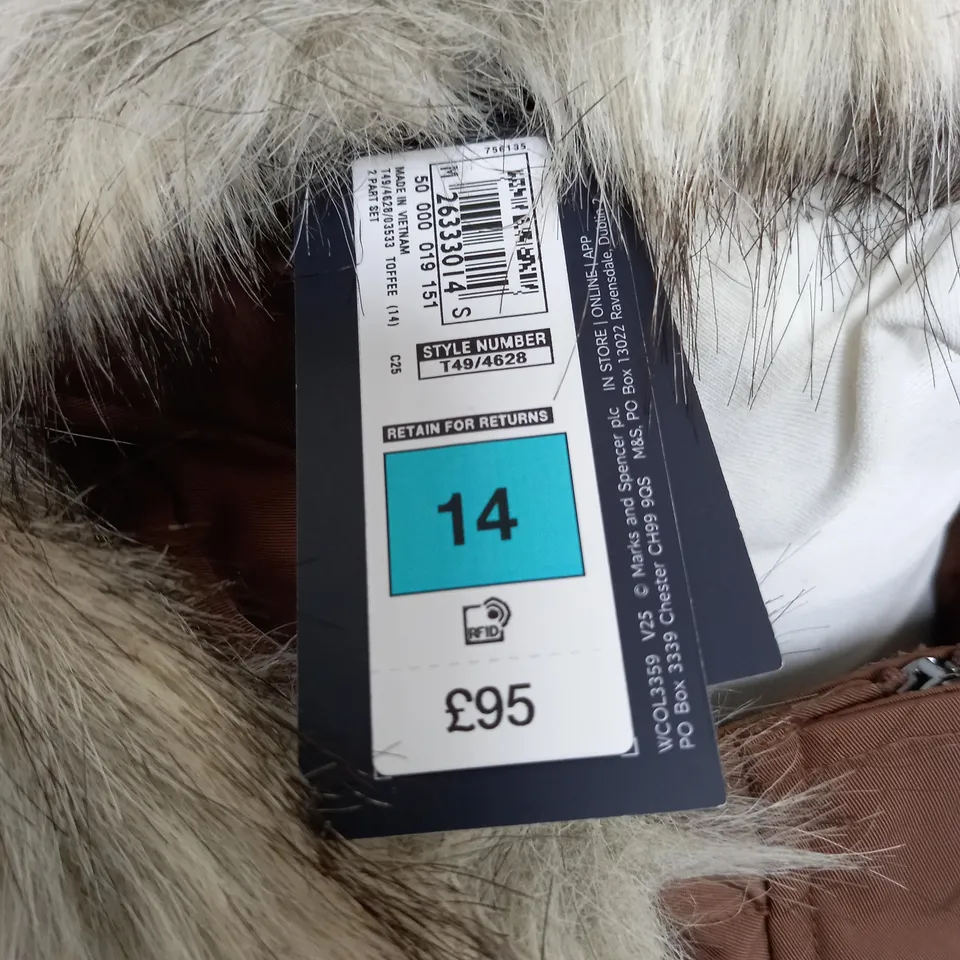 756135
M 26333014 S
50 000 019 151
MADE IN VIETNAM
T49/4628/03533 TOFFEE (14)
2 PART SET
C25
STYLE NUMBER
T49/4628
RETAIN FOR RETURNS
14
RFID
£95
WCOL3359 V25 © Marks and Spencer plc IN STORE | ONLINE | APP
PO Box 3339 Chester CH99 9QS M&S, PO Box 13022 Ravensdale, Dublin 2